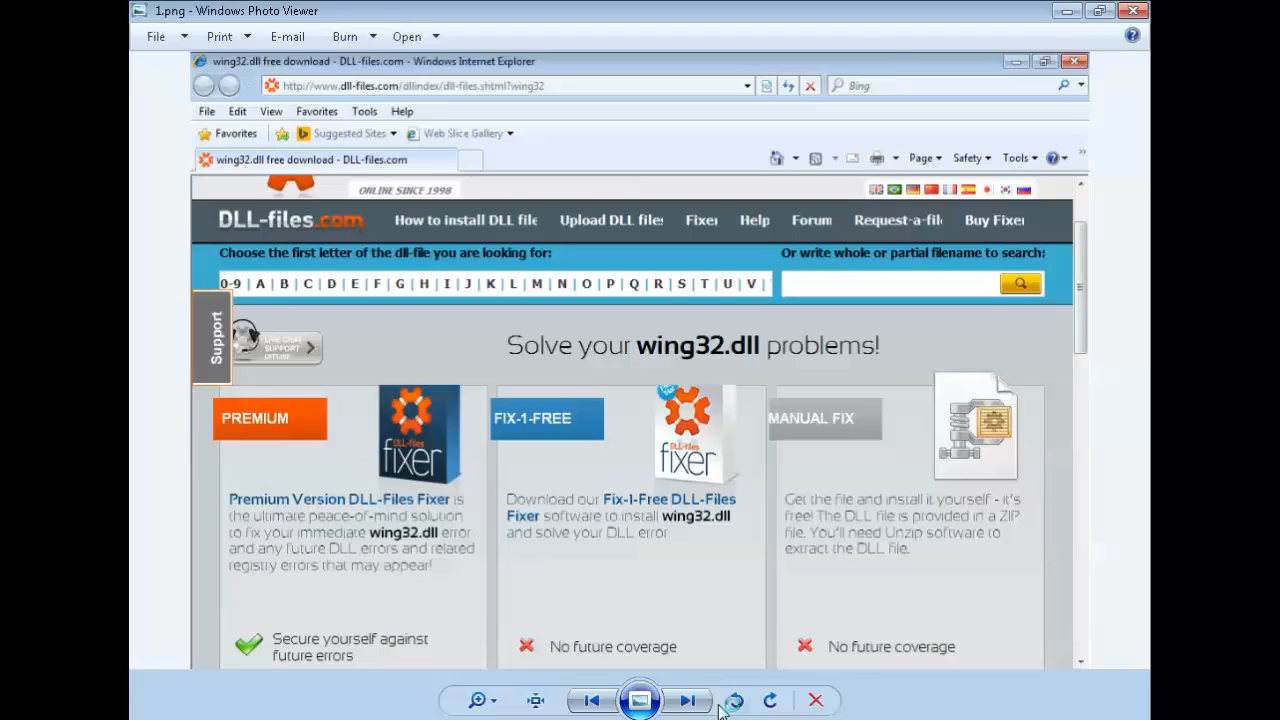 1.png - Windows Photo Viewer
File Print E-mail Burn Open
wing32.dll free download - DLL-files.com - Windows Internet Explorer
http://www.dll-files.com/dllindex/dll-files.shtml?wing32 Bing
File Edit View Favorites Tools Help
Favorites Suggested Sites Web Slice Gallery
wing32.dll free download - DLL-files.com Page Safety Tools
ONLINE SINCE 1998
DLL-files.com How to install DLL file Upload DLL files Fixer Help Forum Request-a-file Buy Fixer
Choose the first letter of the dll-file you are looking for: Or write whole or partial filename to search:
0-9 | A | B | C | D | E | F | G | H | I | J | K | L | M | N | O | P | Q | R | S | T | U | V |
Support
LIVE CHAT
SUPPORT
OFFLINE
Solve your wing32.dll problems!
PREMIUM
DLL-files
fixer
FIX-1-FREE
DLL-files
fixer
MANUAL FIX
Premium Version DLL-Files Fixer is
the ultimate peace-of-mind solution
to fix your immediate wing32.dll error
and any future DLL errors and related
registry errors that may appear!
Download our Fix-1-Free DLL-Files
Fixer software to install wing32.dll
and solve your DLL error
Get the file and install it yourself - it's
free! The DLL file is provided in a ZIP
file. You'll need Unzip software to
extract the DLL file.
Secure yourself against
future errors
No future coverage
No future coverage